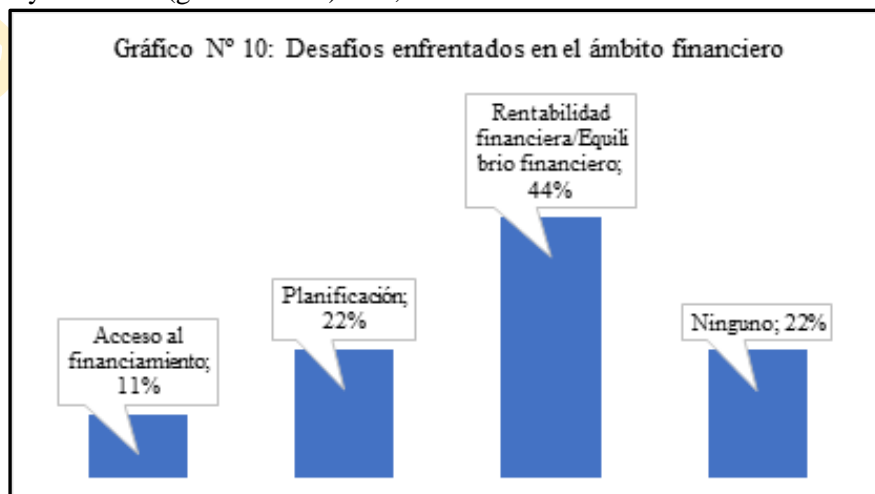 Gráfico Nº 10: Desafíos enfrentados en el ámbito financiero
Rentabilidad
financiera/Equili
brio financiero;
44%
Planificación;
22%
Ninguno; 22%
Acceso al
financiamiento;
11%